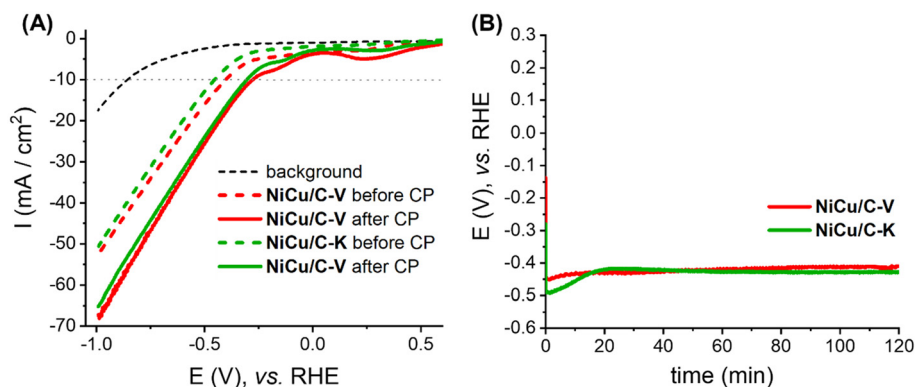 (A)
0
-10
-20
-30
-40
-50
-60
-70
I (mA / cm²)
background
NiCu/C-V before CP
NiCu/C-V after CP
NiCu/C-K before CP
NiCu/C-V after CP
-1.0 -0.5 0.0 0.5
E (V), vs. RHE
(B)
0.3
0.2
0.1
0.0
-0.1
-0.2
-0.3
-0.4
-0.5
-0.6
E (V), vs. RHE
NiCu/C-V
NiCu/C-K
0 20 40 60 80 100 120
time (min)